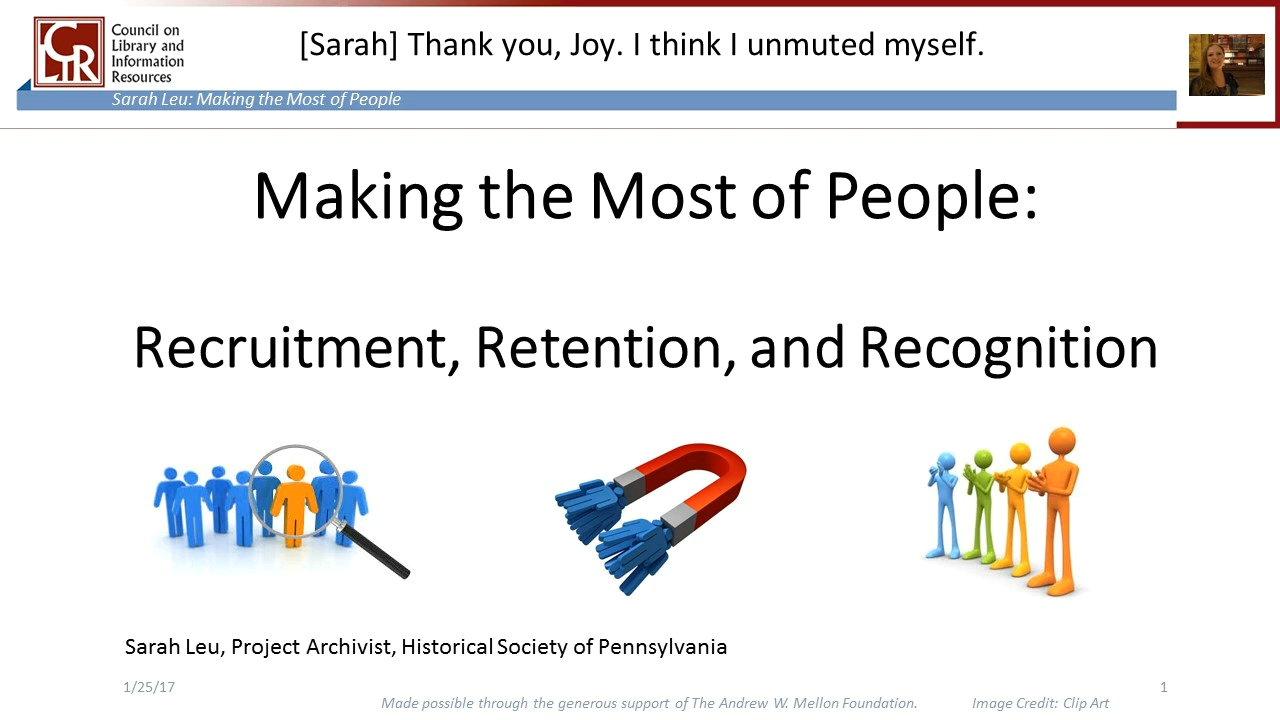 CLIR
Council on
Library and
Information
Resources
[Sarah] Thank you, Joy. I think I unmuted myself.
Sarah Leu: Making the Most of People
Making the Most of People:
Recruitment, Retention, and Recognition
Sarah Leu, Project Archivist, Historical Society of Pennsylvania
1/25/17
1
Made possible through the generous support of The Andrew W. Mellon Foundation.
Image Credit: Clip Art